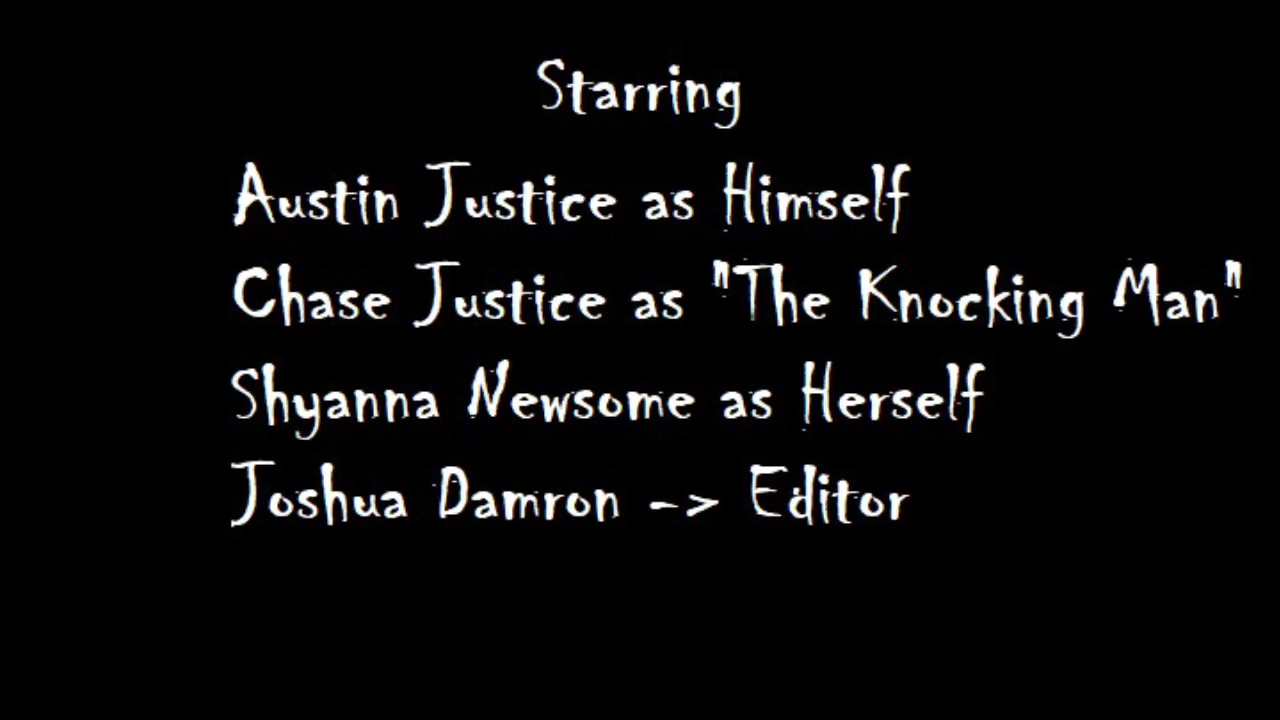 Starring
Austin Justice as Himself
Chase Justice as "The Knocking Man"
Shyanna Newsome as Herself
Joshua Damron -> Editor